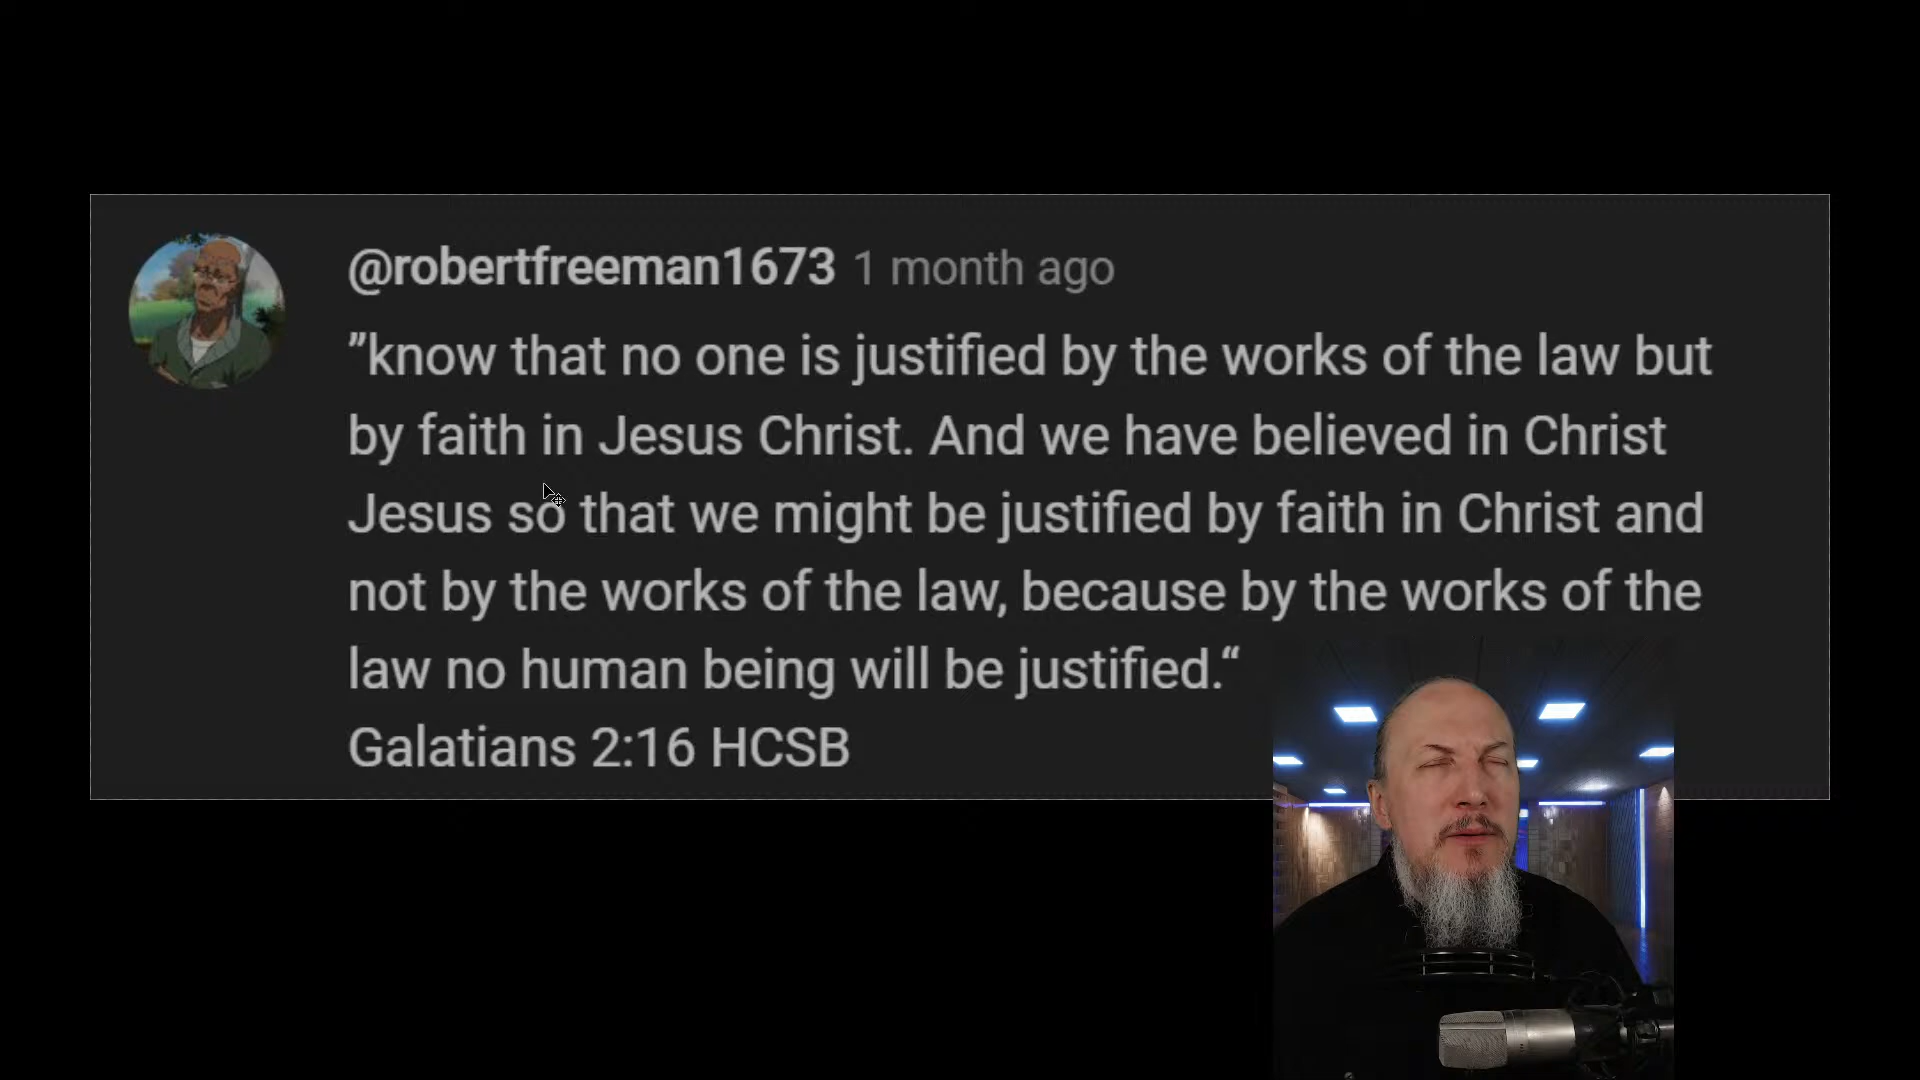 @robertfreeman1673 1 month ago
”know that no one is justified by the works of the law but
by faith in Jesus Christ. And we have believed in Christ
Jesus so that we might be justified by faith in Christ and
not by the works of the law, because by the works of the
law no human being will be justified.“
Galatians 2:16 HCSB